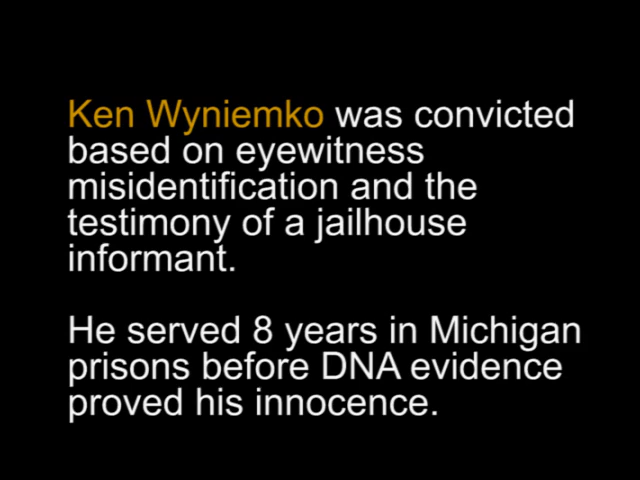 Ken Wyniemko was convicted
based on eyewitness
misidentification and the
testimony of a jailhouse
informant.
He served 8 years in Michigan
prisons before DNA evidence
proved his innocence.